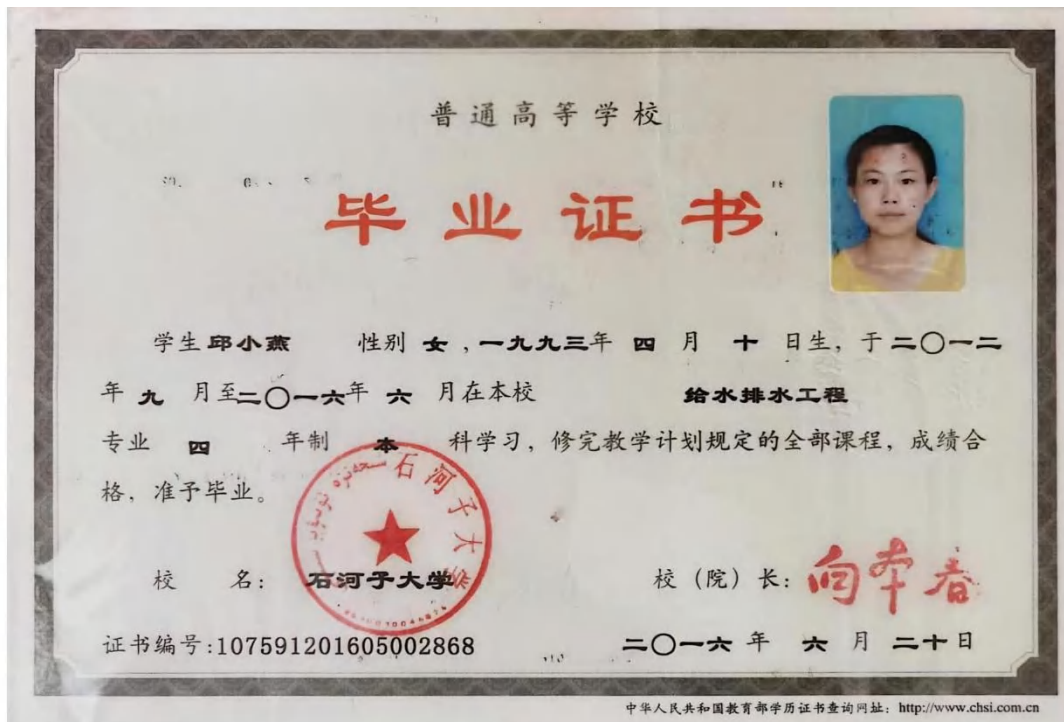 普通高等学校
毕业证书
学生 邱小燕 性别 女，一九九三年 四 月 十 日生，于二〇一二
年 九 月至二〇一六年 六 月在本校 给水排水工程
专业 四 年制 本 科学习，修完教学计划规定的全部课程，成绩合
格，准予毕业。
石河子大学
校 名： 石河子大学
校（院）长： 向本春
证书编号:107591201605002868
二〇一六年 六 月 二十日
中华人民共和国教育部学历证书查询网址：http://www.chsi.com.cn